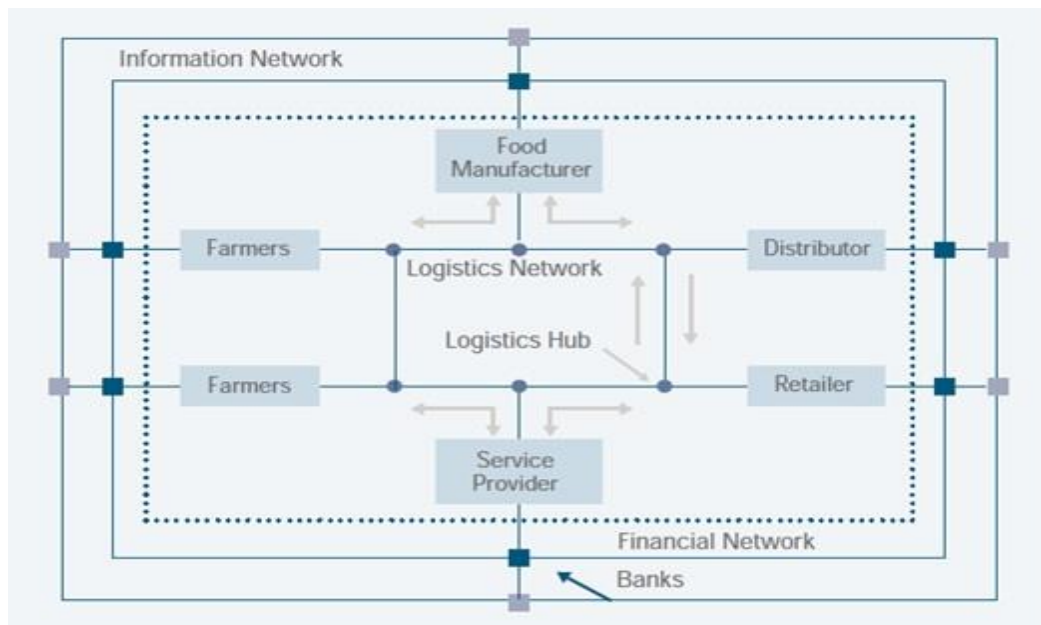 Information Network
Food
Manufacturer
Farmers
Distributor
Logistics Network
Logistics Hub
Farmers
Retailer
Service
Provider
Financial Network
Banks